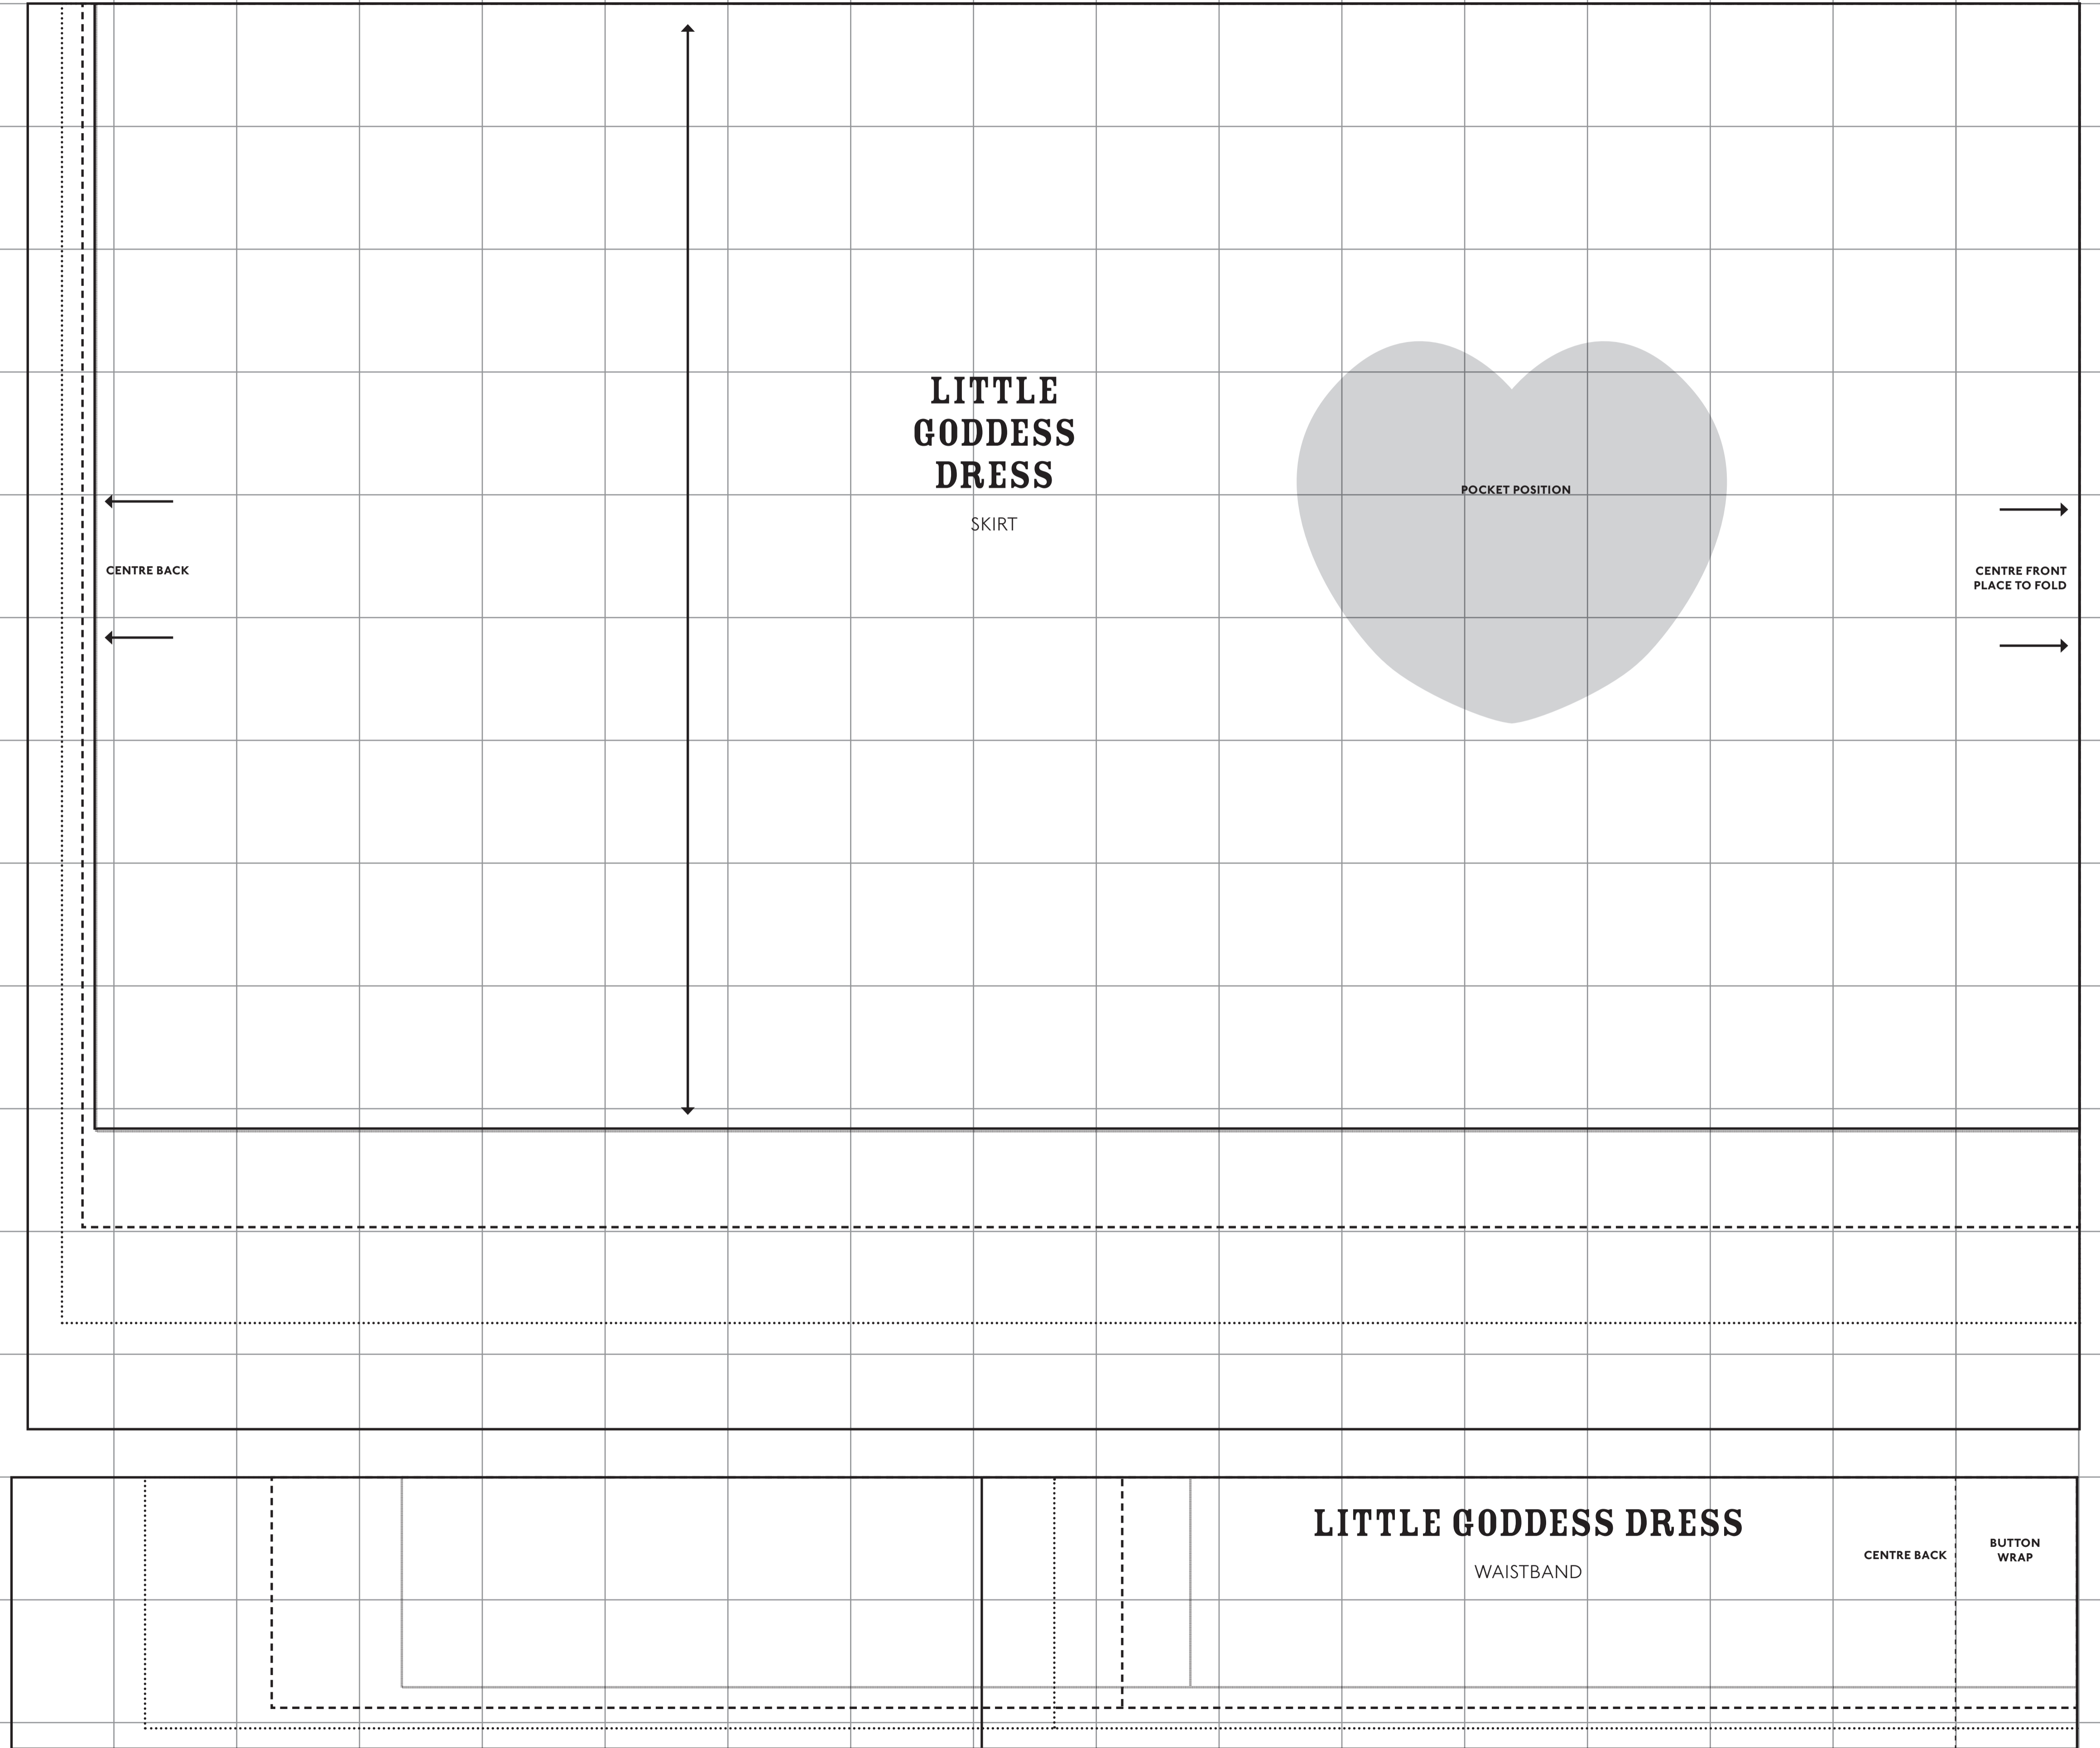 LITTLE
GODDESS
DRESS
SKIRT
POCKET POSITION
CENTRE BACK
CENTRE FRONT
PLACE TO FOLD
LITTLE GODDESS DRESS
WAISTBAND
CENTRE BACK
BUTTON
WRAP